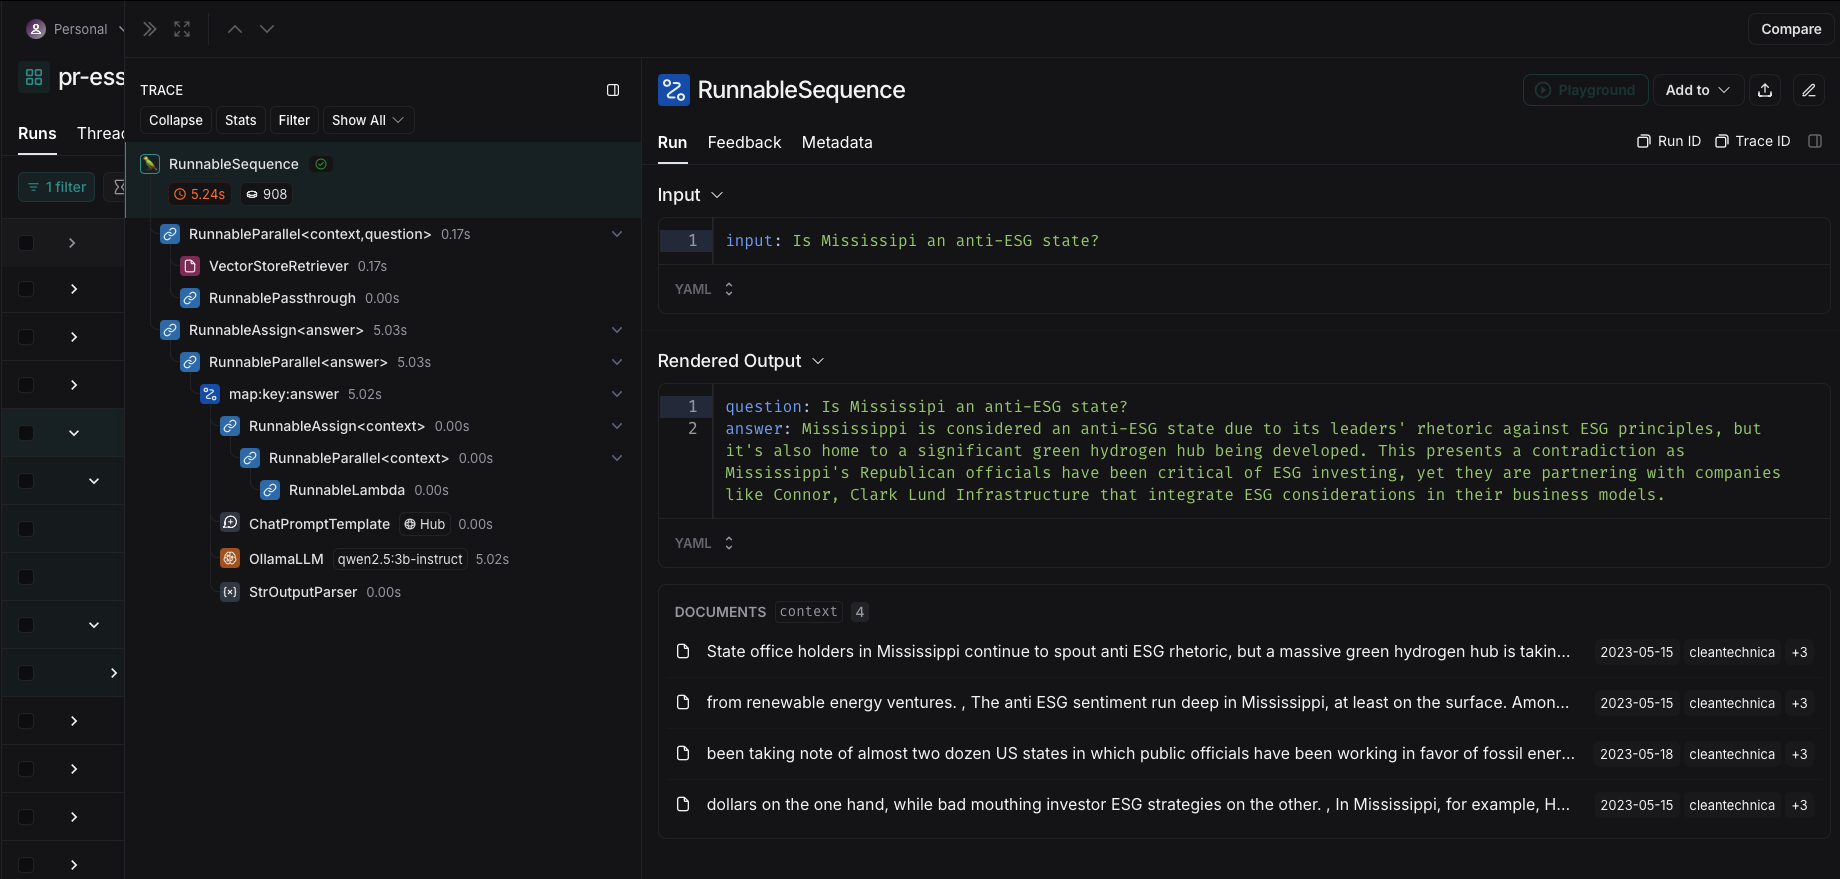 Personal
Compare
pr-ess
Runs Thread
1 filter
TRACE
Collapse Stats Filter Show All
RunnableSequence
5.24s 908
RunnableParallel<context,question> 0.17s
VectorStoreRetriever 0.17s
RunnablePassthrough 0.00s
RunnableAssign<answer> 5.03s
RunnableParallel<answer> 5.03s
map:key:answer 5.02s
RunnableAssign<context> 0.00s
RunnableParallel<context> 0.00s
RunnableLambda 0.00s
ChatPromptTemplate Hub 0.00s
OllamaLLM qwen2.5:3b-instruct 5.02s
StrOutputParser 0.00s
RunnableSequence
Playground Add to
Run Feedback Metadata
Run ID Trace ID
Input
1 input: Is Mississipi an anti-ESG state?
YAML
Rendered Output
1 question: Is Mississipi an anti-ESG state?
2 answer: Mississippi is considered an anti-ESG state due to its leaders' rhetoric against ESG principles, but
it's also home to a significant green hydrogen hub being developed. This presents a contradiction as
Mississippi's Republican officials have been critical of ESG investing, yet they are partnering with companies
like Connor, Clark Lund Infrastructure that integrate ESG considerations in their business models.
YAML
DOCUMENTS context 4
State office holders in Mississippi continue to spout anti ESG rhetoric, but a massive green hydrogen hub is takin... 2023-05-15 cleantechnica +3
from renewable energy ventures. , The anti ESG sentiment run deep in Mississippi, at least on the surface. Amon... 2023-05-15 cleantechnica +3
been taking note of almost two dozen US states in which public officials have been working in favor of fossil ener... 2023-05-18 cleantechnica +3
dollars on the one hand, while bad mouthing investor ESG strategies on the other. , In Mississippi, for example, H... 2023-05-15 cleantechnica +3